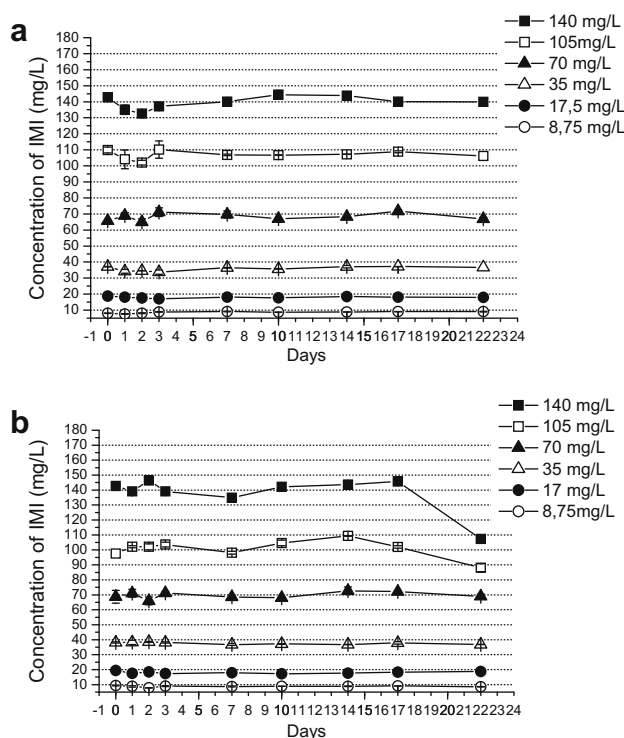 a
140 mg/L
105mg/L
70 mg/L
35 mg/L
17,5 mg/L
8,75 mg/L
Concentration of IMI (mg/L)
180
170
160
150
140
130
120
110
100
90
80
70
60
50
40
30
20
10
-1 0 1 2 3 4 5 6 7 8 9 10 11 12 13 14 15 16 17 18 19 20 21 22 23 24
Days
b
140 mg/L
105 mg/L
70 mg/L
35 mg/L
17 mg/L
8,75mg/L
Concentration of IMI (mg/L)
180
170
160
150
140
130
120
110
100
90
80
70
60
50
40
30
20
10
-1 0 1 2 3 4 5 6 7 8 9 10 11 12 13 14 15 16 17 18 19 20 21 22 23 24
Days